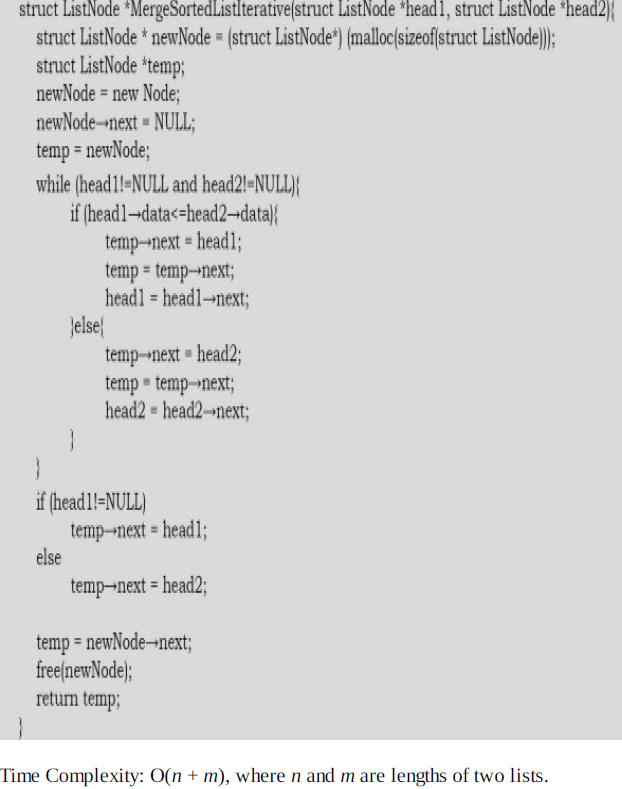 struct ListNode *MergeSortedListIterative(struct ListNode *head1, struct ListNode *head2){
struct ListNode * newNode = (struct ListNode*) (malloc(sizeof(struct ListNode)));
struct ListNode *temp;
newNode = new Node;
newNode→next = NULL;
temp = newNode;
while (head1!=NULL and head2!=NULL){
if (head1→data<=head2→data){
temp→next = head1;
temp = temp→next;
head1 = head1→next;
}else{
temp→next = head2;
temp = temp→next;
head2 = head2→next;
}
}
if (head1!=NULL)
temp→next = head1;
else
temp→next = head2;
temp = newNode→next;
free(newNode);
return temp;
}
Time Complexity: O(n + m), where n and m are lengths of two lists.